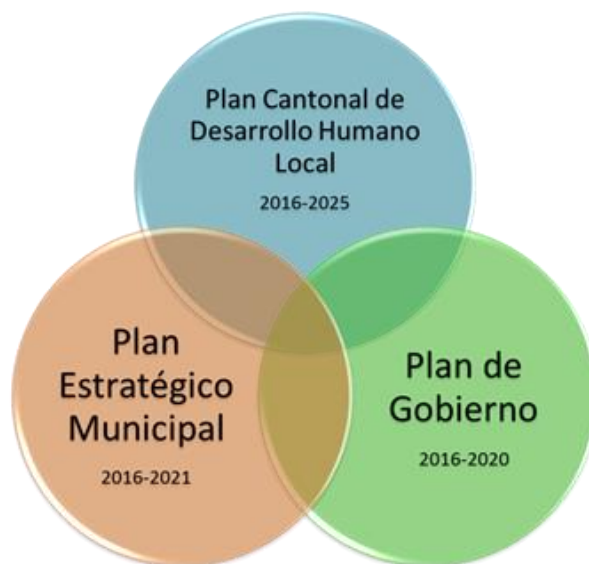 Plan Cantonal de
Desarrollo Humano
Local
2016-2025
Plan
Estratégico
Municipal
2016-2021
Plan de
Gobierno
2016-2020